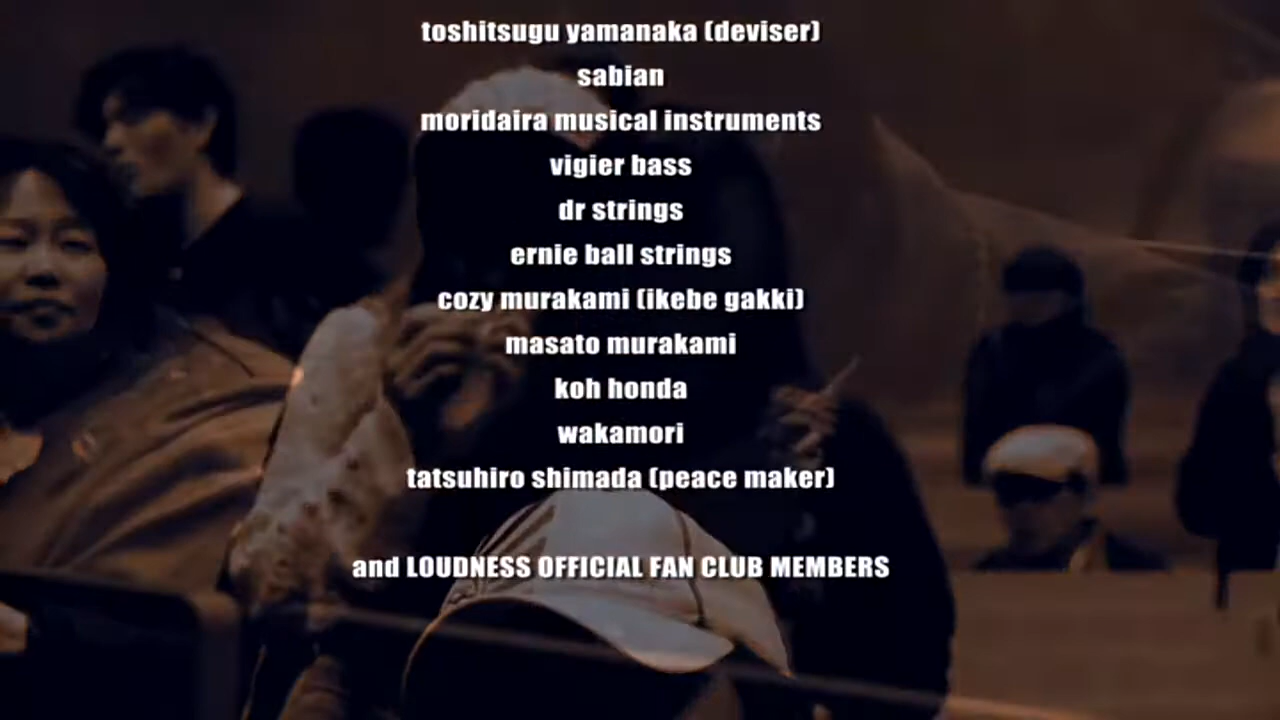 toshitsugu yamanaka (deviser)
sabian
moridaira musical instruments
vigier bass
dr strings
ernie ball strings
cozy murakami (ikebe gakki)
masato murakami
koh honda
wakamori
tatsuhiro shimada (peace maker)
and LOUDNESS OFFICIAL FAN CLUB MEMBERS